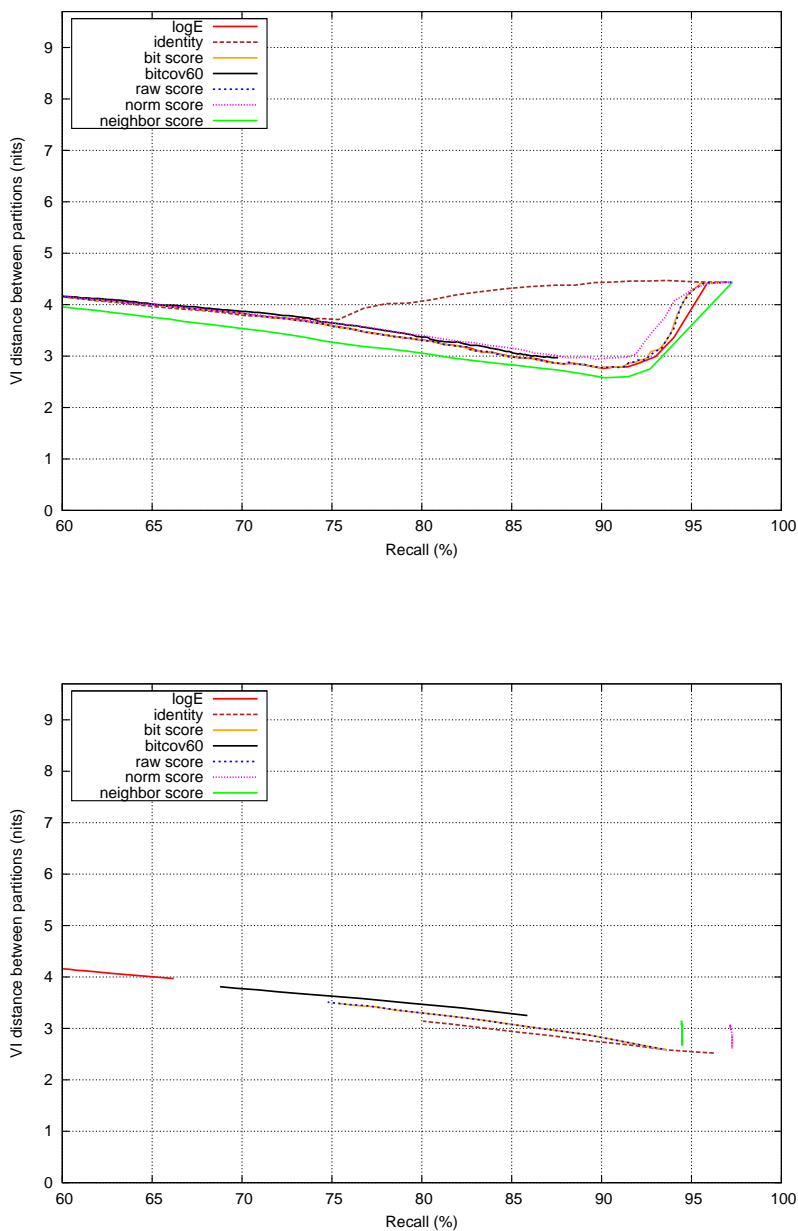 9
8
7
6
5
4
3
2
1
0
VI distance between partitions (nits)
logE
identity
bit score
bitcov60
raw score
norm score
neighbor score
60 65 70 75 80 85 90 95 100
Recall (%)
9
8
7
6
5
4
3
2
1
0
VI distance between partitions (nits)
logE
identity
bit score
bitcov60
raw score
norm score
neighbor score
60 65 70 75 80 85 90 95 100
Recall (%)